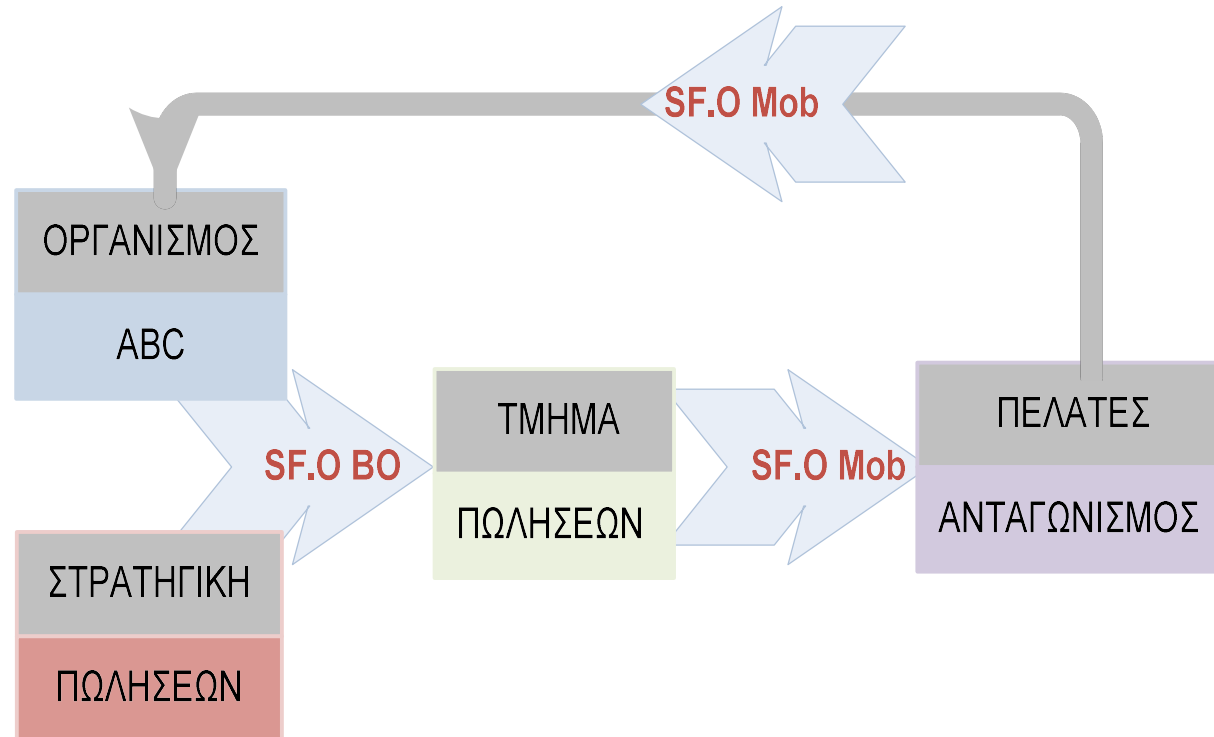 SF.O Mob
ΟΡΓΑΝΙΣΜΟΣ
ABC
SF.O BO
ΤΜΗΜΑ
ΠΩΛΗΣΕΩΝ
SF.O Mob
ΠΕΛΑΤΕΣ
ΑΝΤΑΓΩΝΙΣΜΟΣ
ΣΤΡΑΤΗΓΙΚΗ
ΠΩΛΗΣΕΩΝ